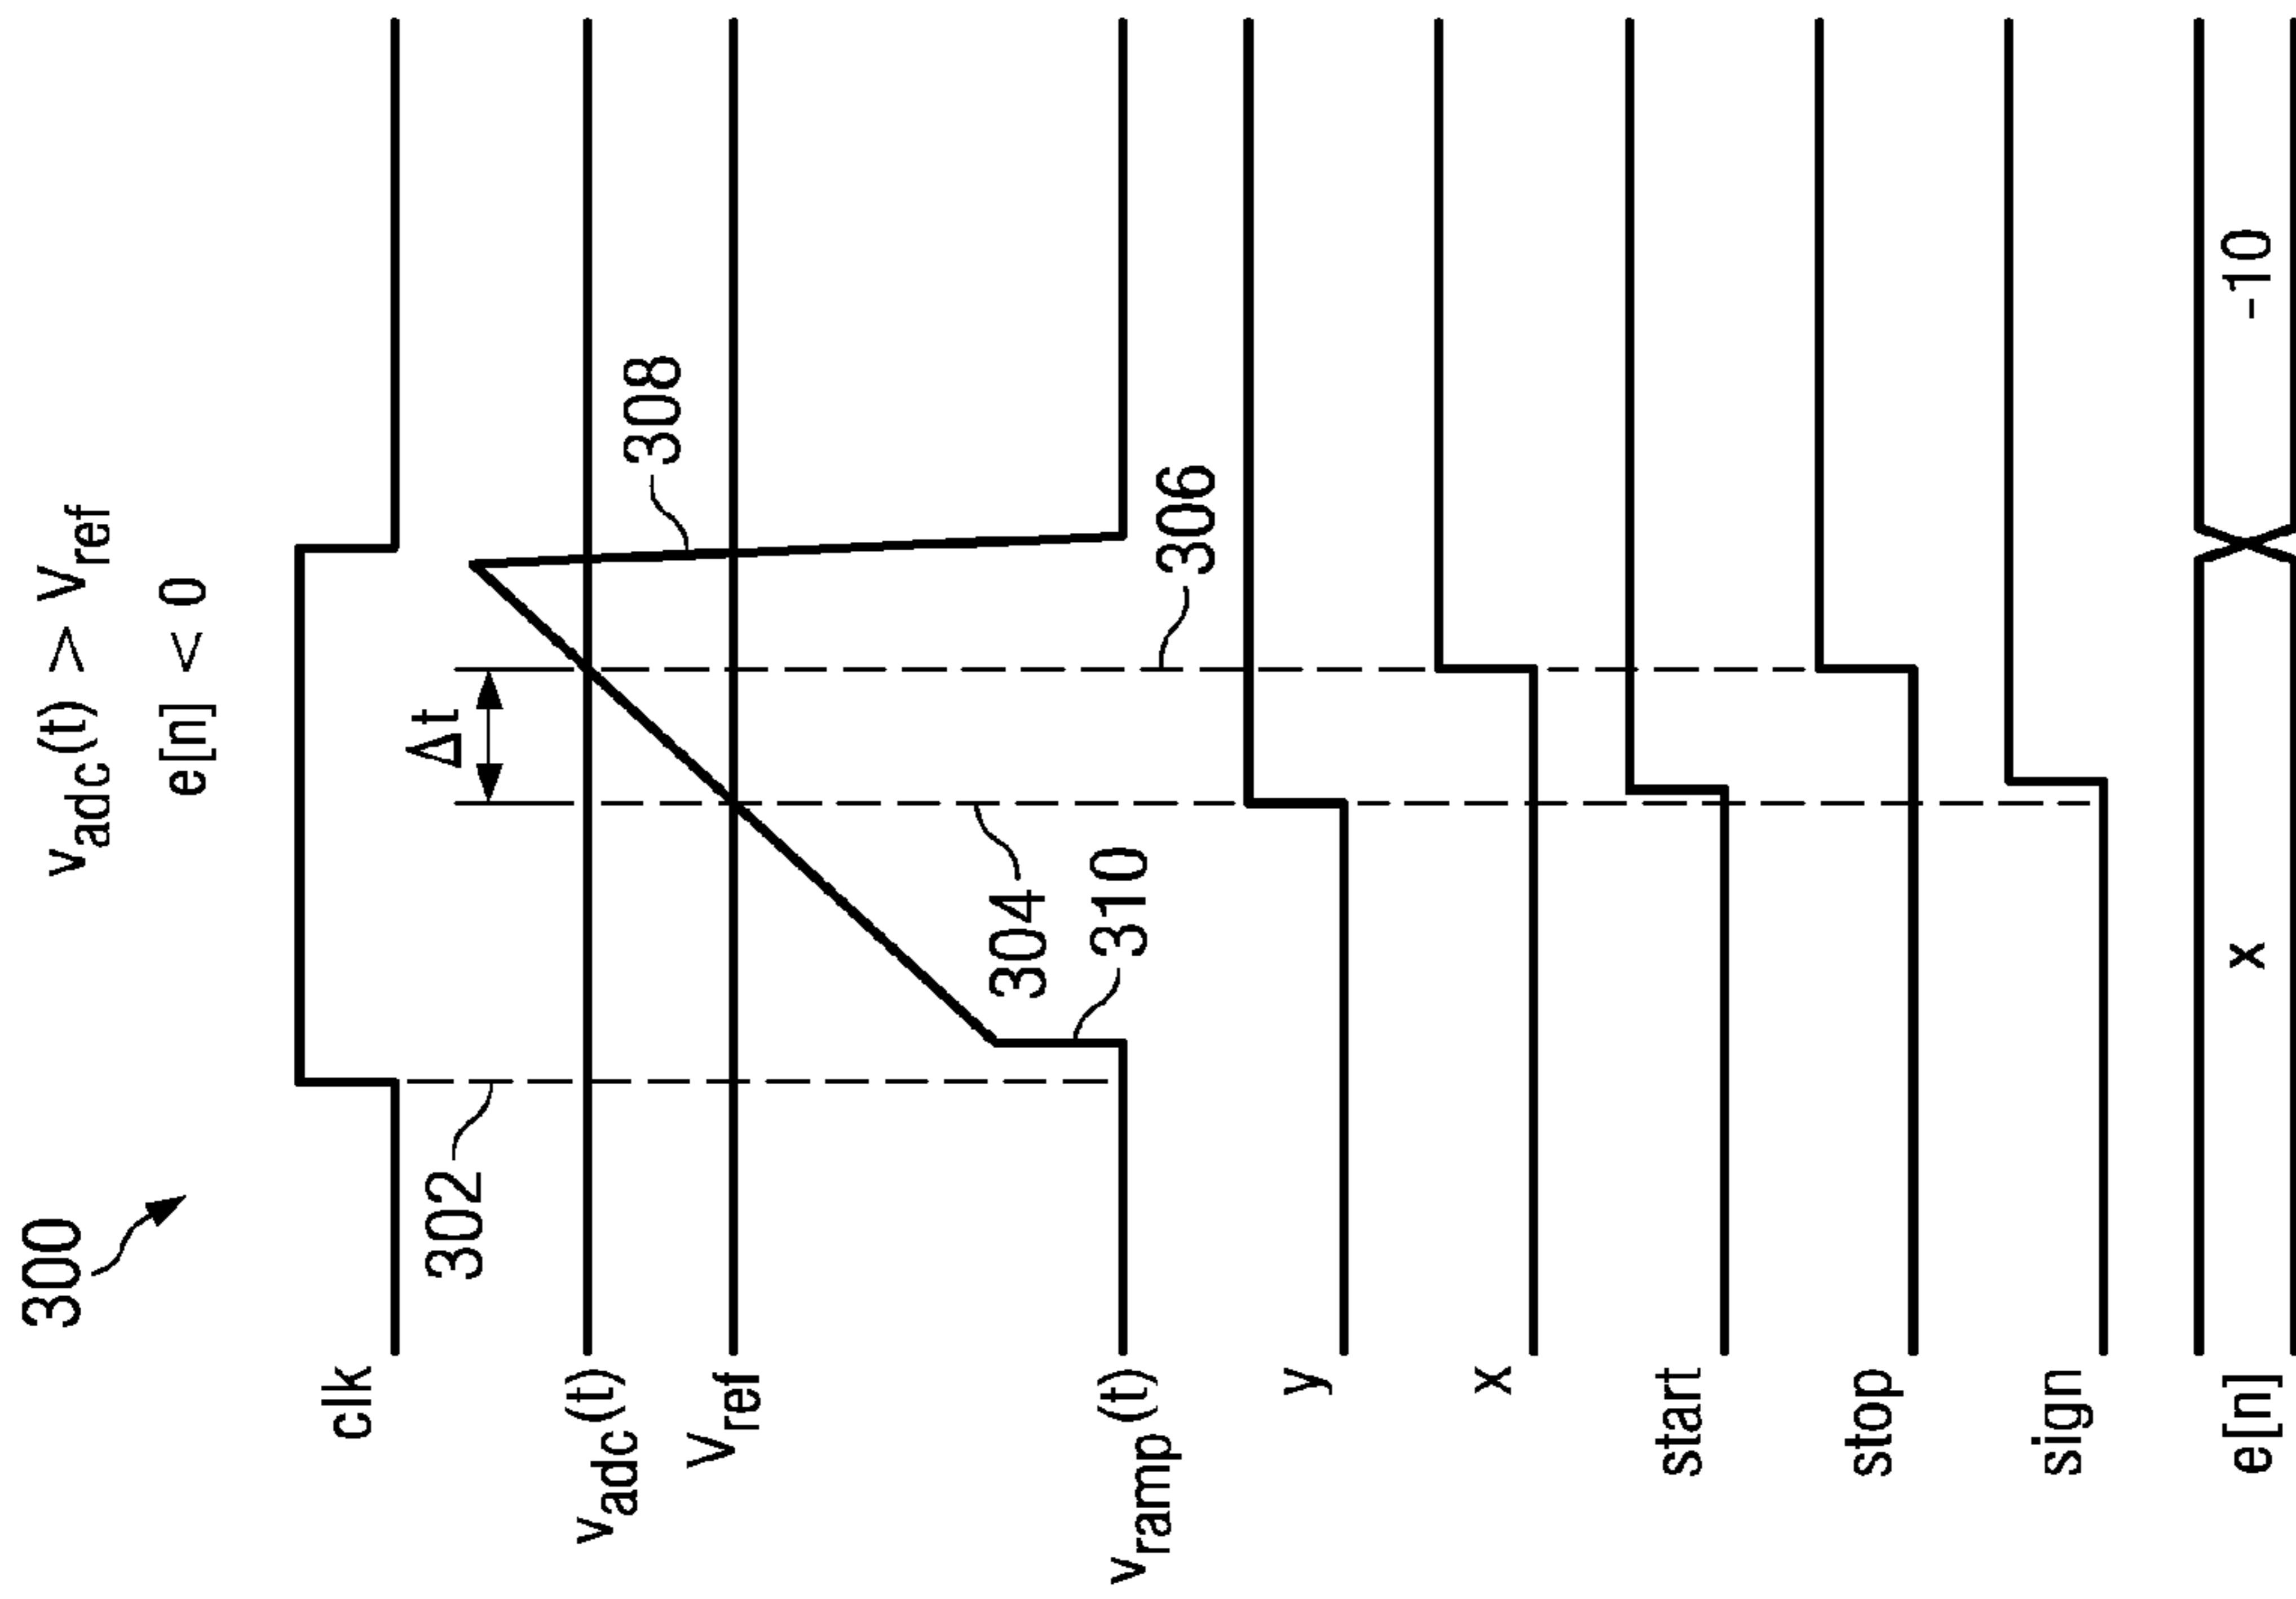 300
v_adc(t) > V_ref
e[n] < 0
clk
302
Δt
308
v_adc(t)
V_ref
304
310
306
v_ramp(t)
y
x
start
stop
sign
e[n]
x
-10